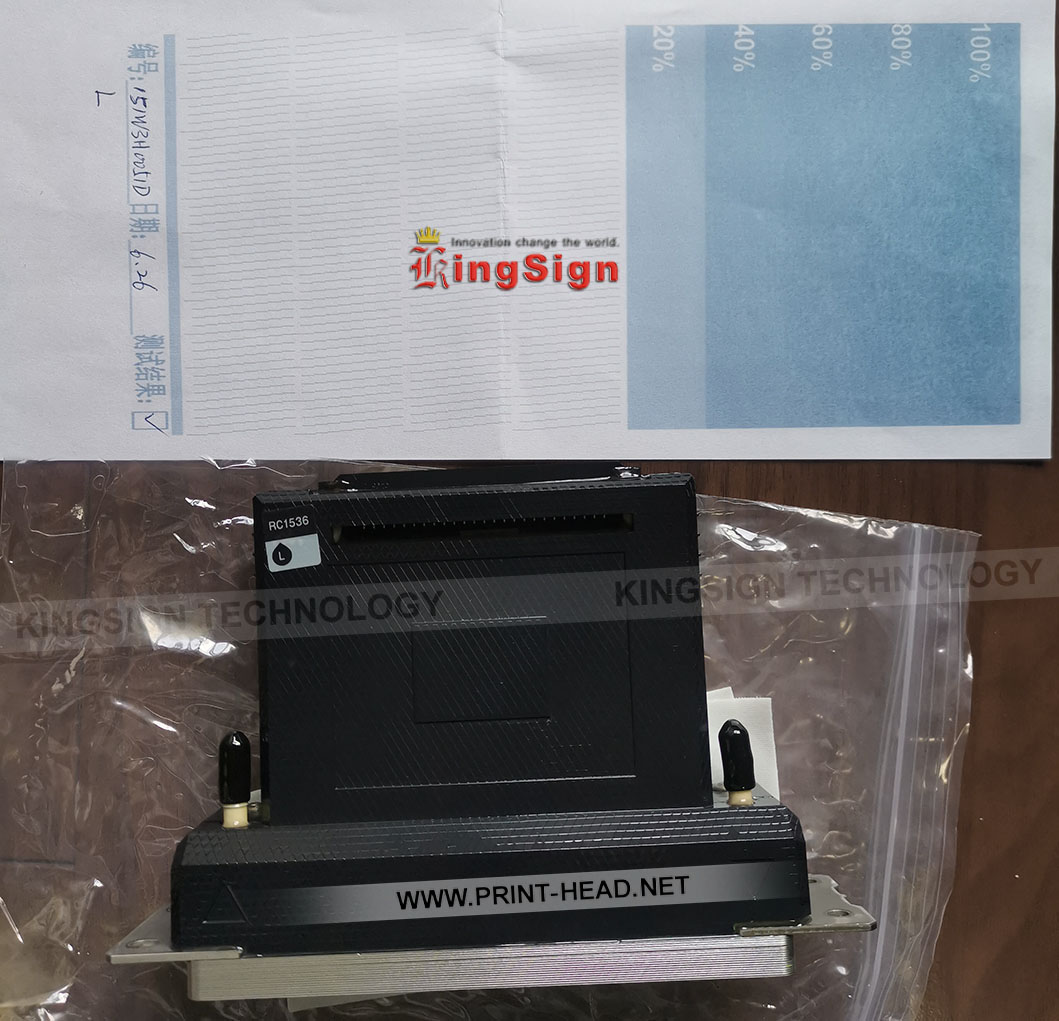 100%
80%
60%
40%
20%
编号: 151W3H0051D 日期: 6.26 测试结果: ✓
L
Innovation change the world.
KingSign
RC1536
L
KINGSIGN TECHNOLOGY
KINGSIGN TECHNOLOGY
WWW.PRINT-HEAD.NET